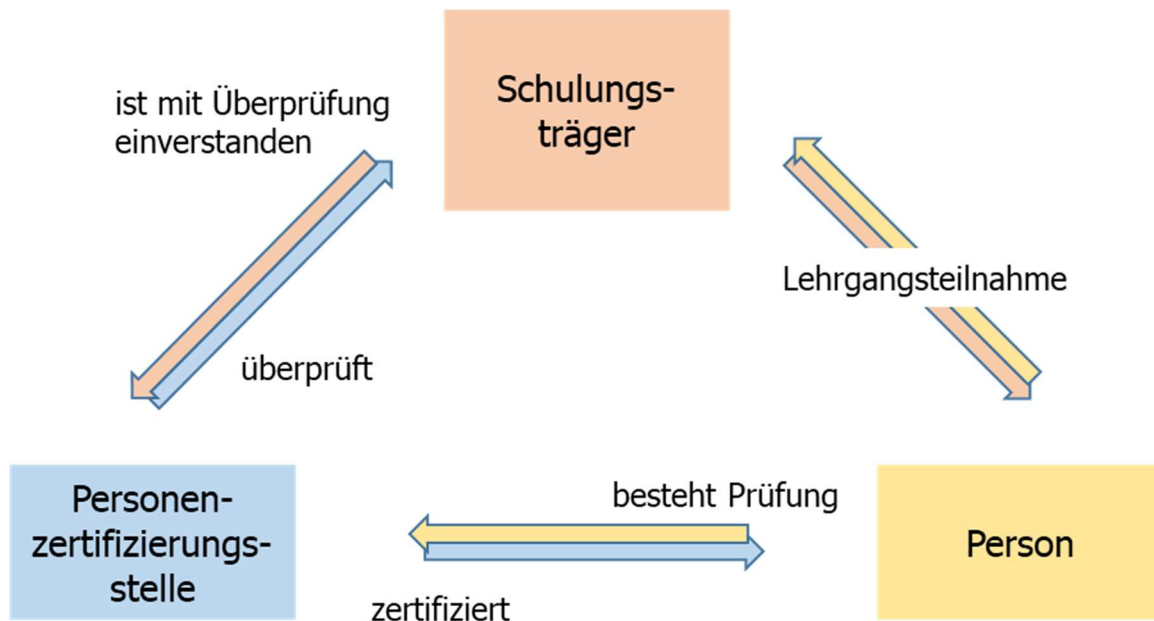 Schulungs-
träger
ist mit Überprüfung
einverstanden
Lehrgangsteilnahme
überprüft
Personen-
zertifizierungs-
stelle
besteht Prüfung
zertifiziert
Person